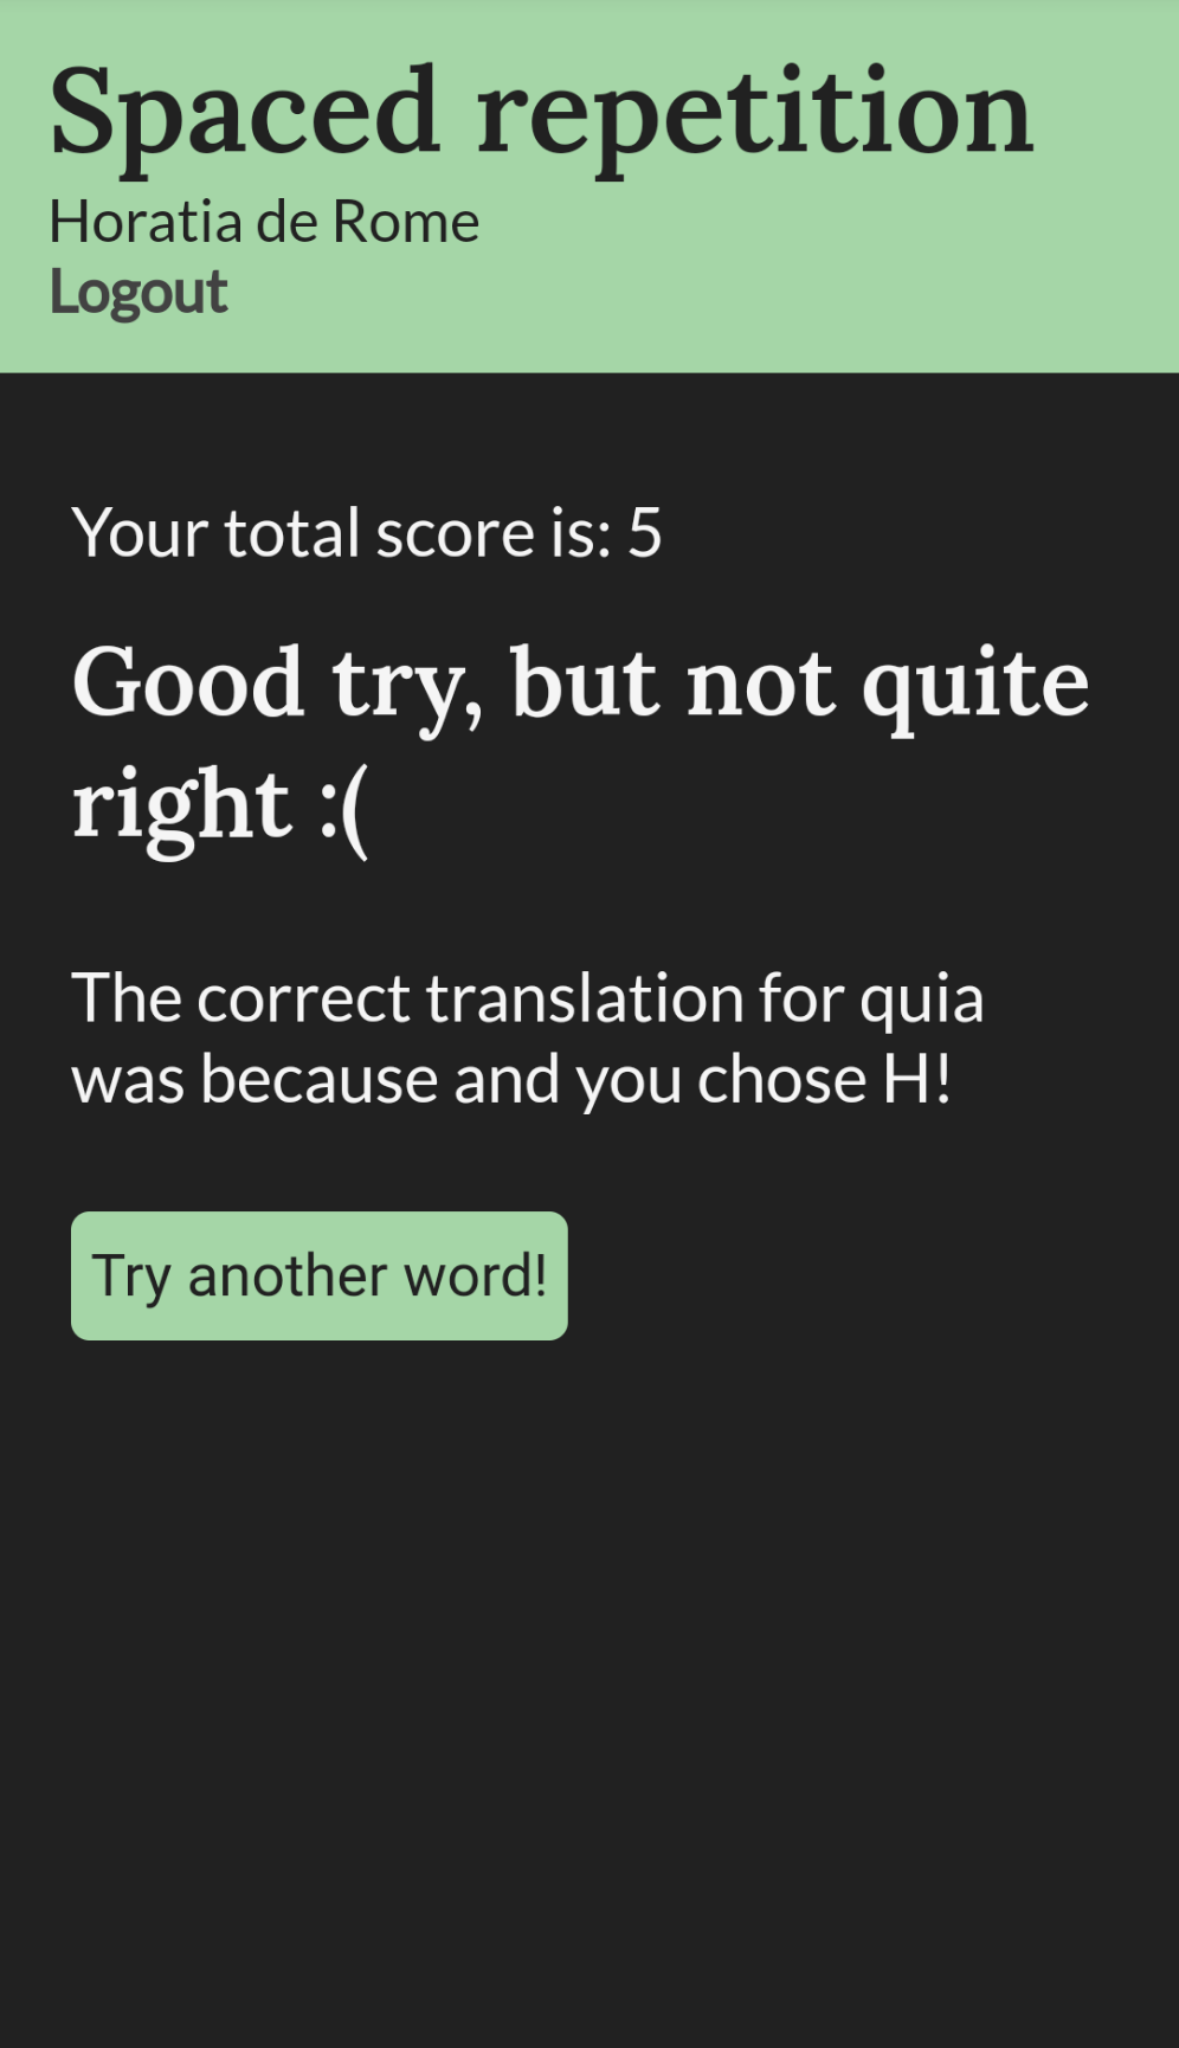 Spaced repetition
Horatia de Rome
Logout
Your total score is: 5
Good try, but not quite
right :(
The correct translation for quia
was because and you chose H!
Try another word!